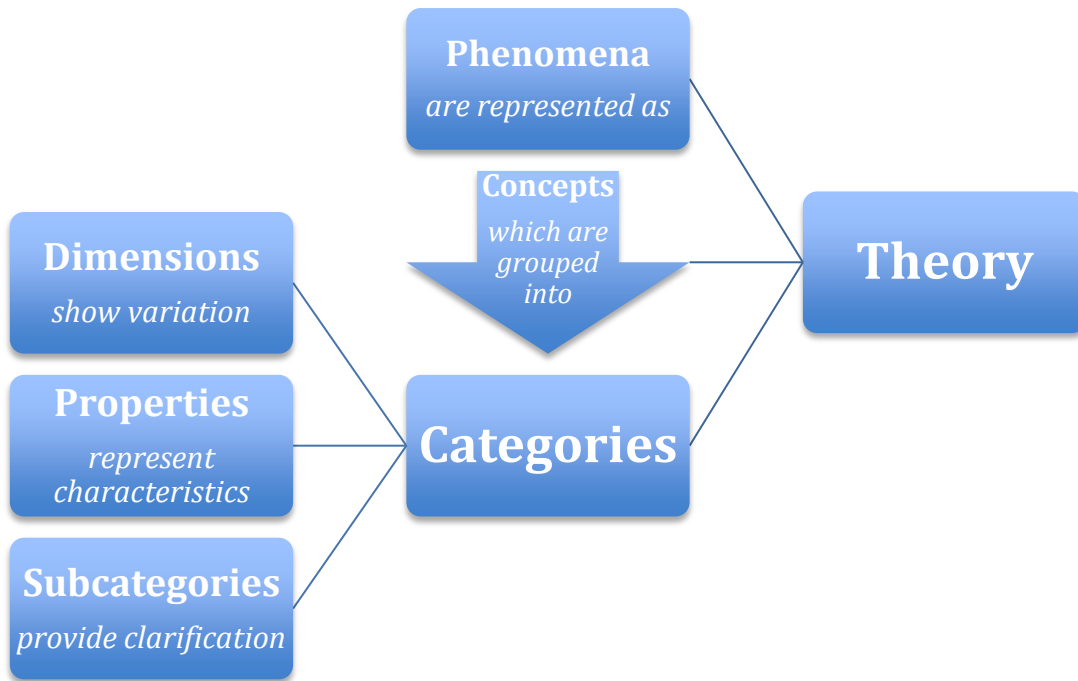 Phenomena
are represented as
Concepts
which are
grouped
into
Categories
Dimensions
show variation
Properties
represent
characteristics
Subcategories
provide clarification
Theory